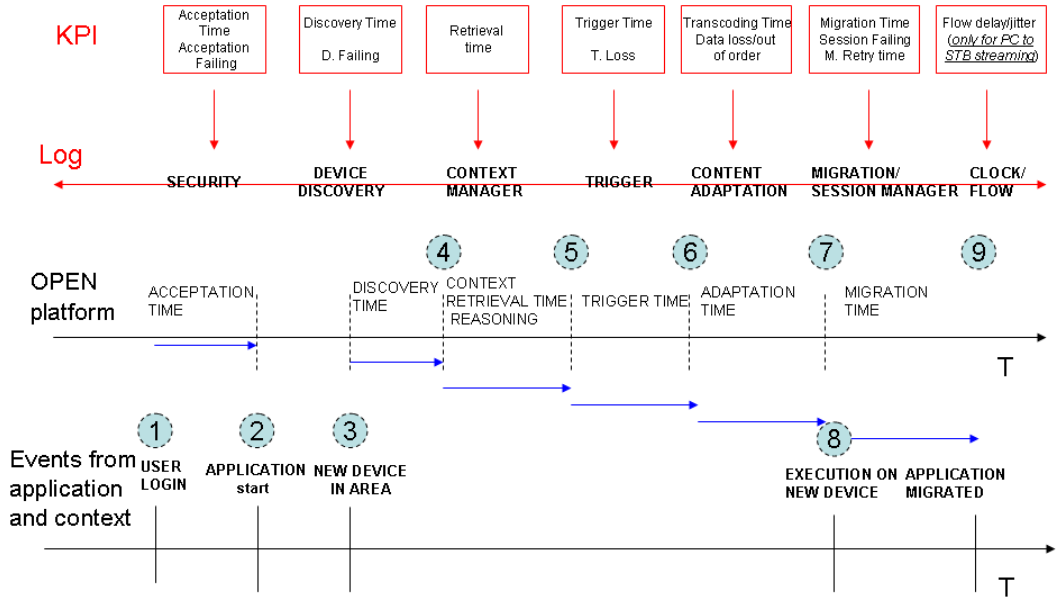 KPI
Acceptation
Time
Acceptation
Failing
Discovery Time
D. Failing
Retrieval
time
Trigger Time
T. Loss
Transcoding Time
Data loss/out
of order
Migration Time
Session Failing
M. Retry time
Flow delay/jitter
(only for PC to
STB streaming)
Log
SECURITY
DEVICE
DISCOVERY
CONTEXT
MANAGER
TRIGGER
CONTENT
ADAPTATION
MIGRATION/
SESSION MANAGER
CLOCK/
FLOW
4
5
6
7
9
OPEN
platform
ACCEPTATION
TIME
DISCOVERY
TIME
CONTEXT
RETRIEVAL TIME
REASONING
TRIGGER TIME
ADAPTATION
TIME
MIGRATION
TIME
T
1
2
3
8
Events from
application
and context
USER
LOGIN
APPLICATION
start
NEW DEVICE
IN AREA
EXECUTION ON
NEW DEVICE
APPLICATION
MIGRATED
T